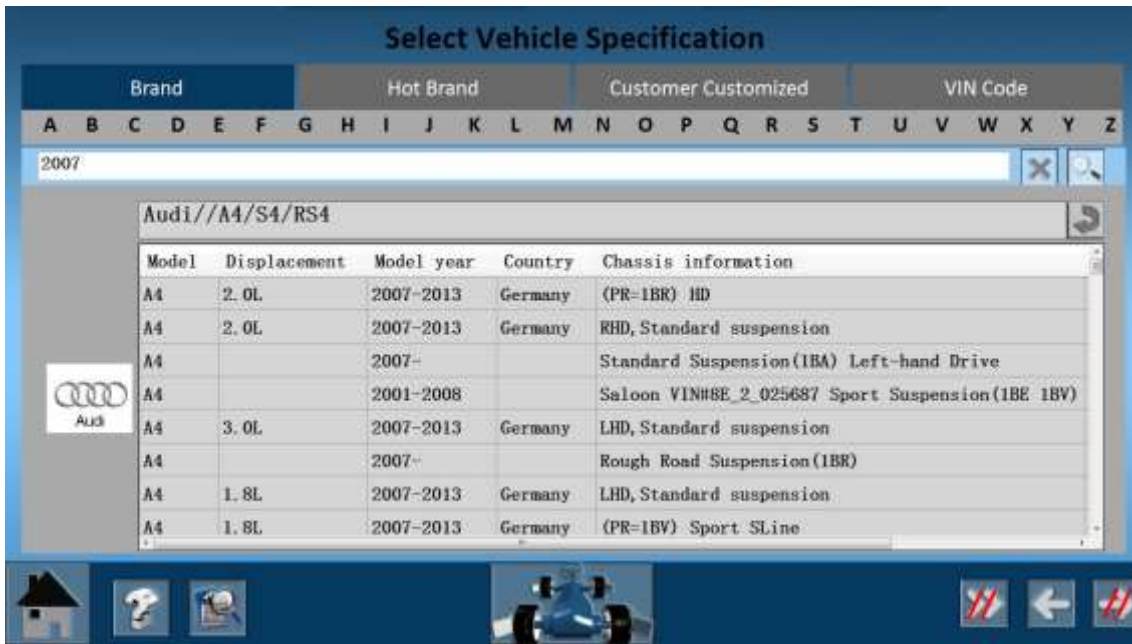 Select Vehicle Specification
Brand Hot Brand Customer Customized VIN Code
A B C D E F G H I J K L M N O P Q R S T U V W X Y Z
2007
Audi//A4/S4/RS4
Model Displacement Model year Country Chassis information
A4 2.0L 2007-2013 Germany (PR=1BR) HD
A4 2.0L 2007-2013 Germany RHD, Standard suspension
A4 2007- Standard Suspension(1BA) Left-hand Drive
A4 2001-2008 Saloon VIN#8E_2_025687 Sport Suspension(1BE 1BV)
Audi
A4 3.0L 2007-2013 Germany LHD, Standard suspension
A4 2007- Rough Road Suspension(1BR)
A4 1.8L 2007-2013 Germany LHD, Standard suspension
A4 1.8L 2007-2013 Germany (PR=1BV) Sport SLine